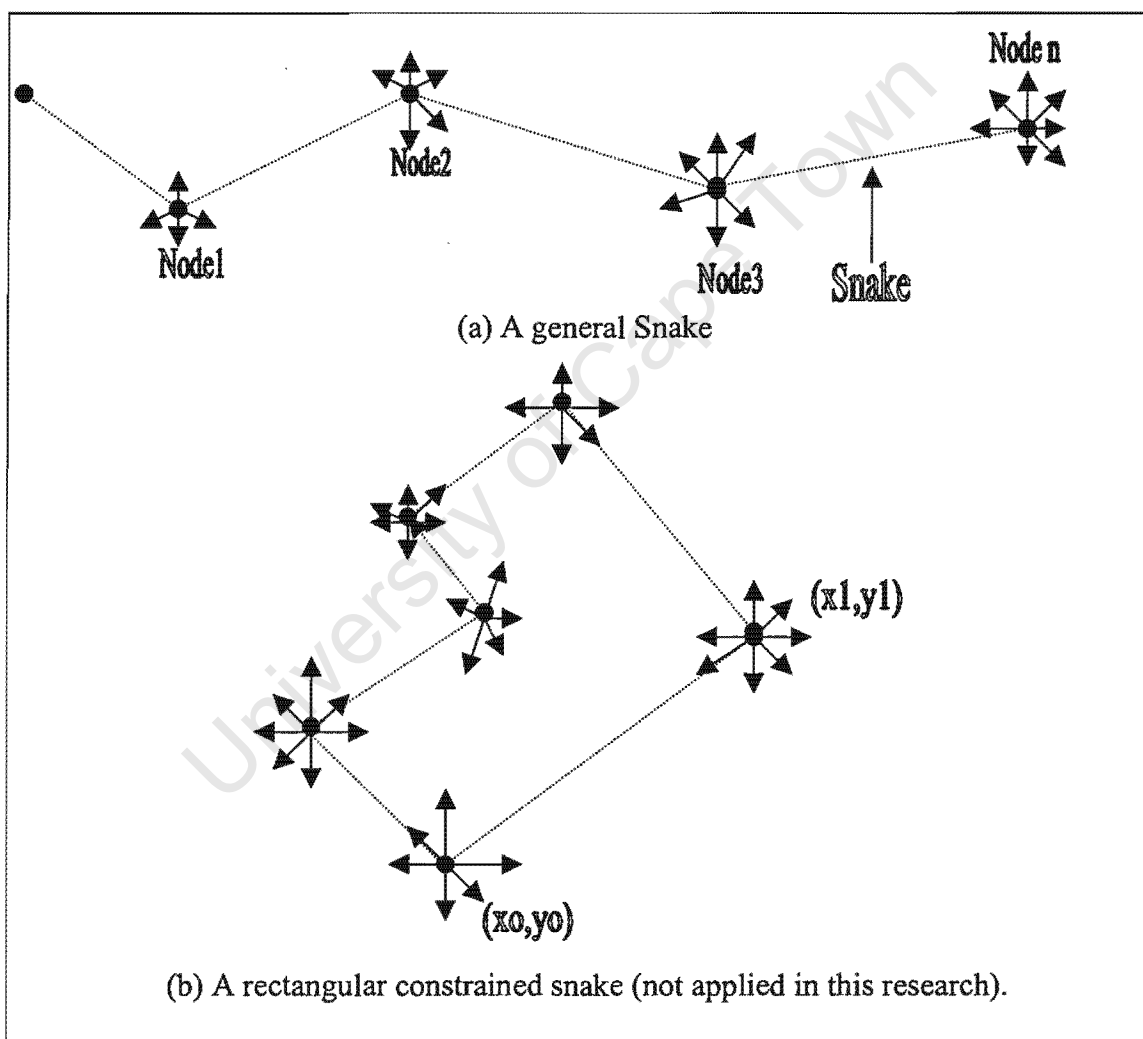 Node n
Node2
Node1
Node3
Snake
(a) A general Snake
(x1,y1)
(xo,yo)
(b) A rectangular constrained snake (not applied in this research).
University of Cape Town